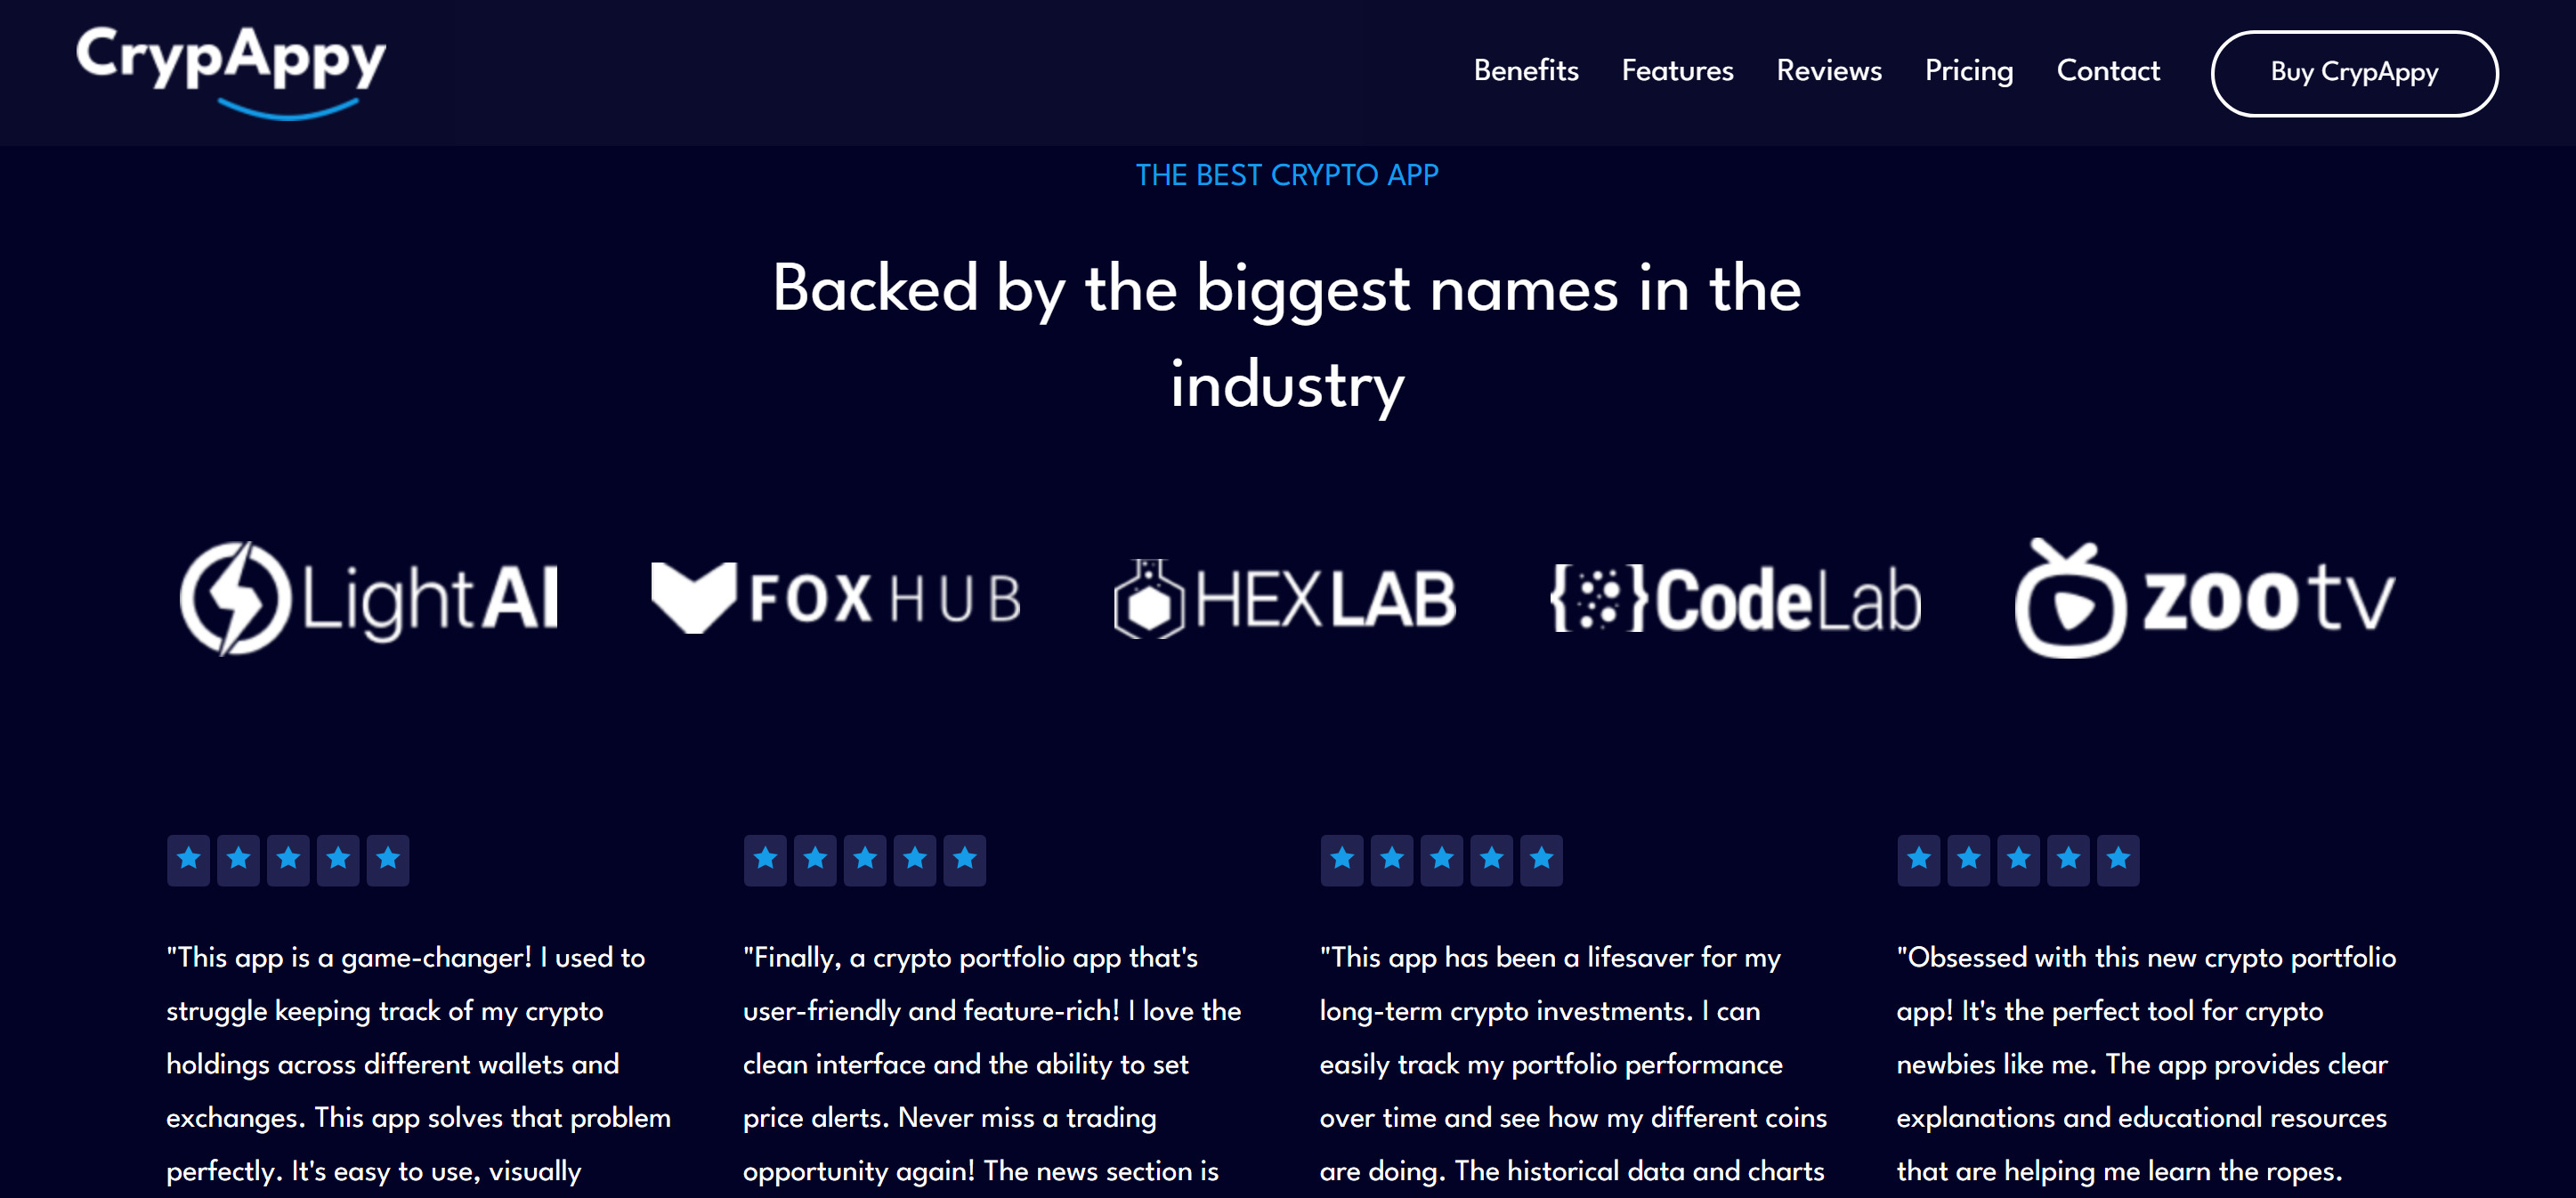 CrypAppy
Benefits Features Reviews Pricing Contact Buy CrypAppy
THE BEST CRYPTO APP
Backed by the biggest names in the
industry
LightAI FOX HUB HEXLAB {}CodeLab zootv
"This app is a game-changer! I used to
struggle keeping track of my crypto
holdings across different wallets and
exchanges. This app solves that problem
perfectly. It's easy to use, visually
"Finally, a crypto portfolio app that's
user-friendly and feature-rich! I love the
clean interface and the ability to set
price alerts. Never miss a trading
opportunity again! The news section is
"This app has been a lifesaver for my
long-term crypto investments. I can
easily track my portfolio performance
over time and see how my different coins
are doing. The historical data and charts
"Obsessed with this new crypto portfolio
app! It's the perfect tool for crypto
newbies like me. The app provides clear
explanations and educational resources
that are helping me learn the ropes.